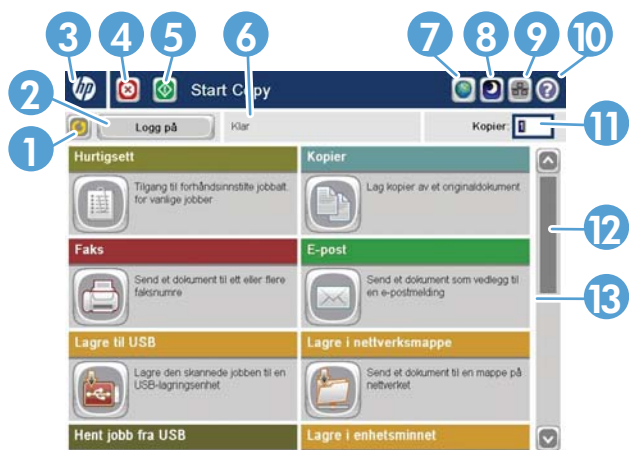 3 4 5 6 7 8 9 10
hp Start Copy ?
2 Logg på Klar Kopier: 1 11
1
Hurtigsett
Tilgang til forhåndsinnstilte jobbalt.
for vanlige jobber
Kopier
Lag kopier av et originaldokument
12
Faks
Send et dokument til ett eller flere
faksnumre
E-post
Send et dokument som vedlegg til
en e-postmelding
13
Lagre til USB
Lagre den skannede jobben til en
USB-lagringsenhet
Lagre i nettverksmappe
Send et dokument til en mappe på
nettverket
Hent jobb fra USB
Lagre i enhetsminnet